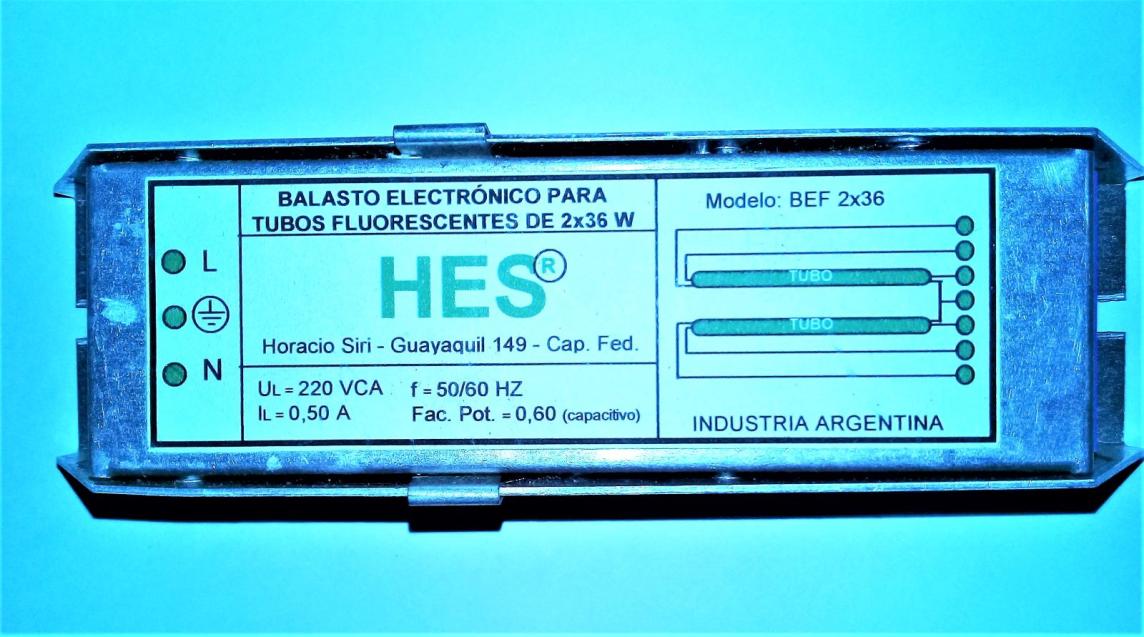 L
N
BALASTO ELECTRÓNICO PARA
TUBOS FLUORESCENTES DE 2x36 W
HES®
Horacio Siri - Guayaquil 149 - Cap. Fed.
UL = 220 VCA f = 50/60 HZ
IL = 0,50 A Fac. Pot. = 0,60 (capacitivo)
Modelo: BEF 2x36
TUBO
TUBO
INDUSTRIA ARGENTINA